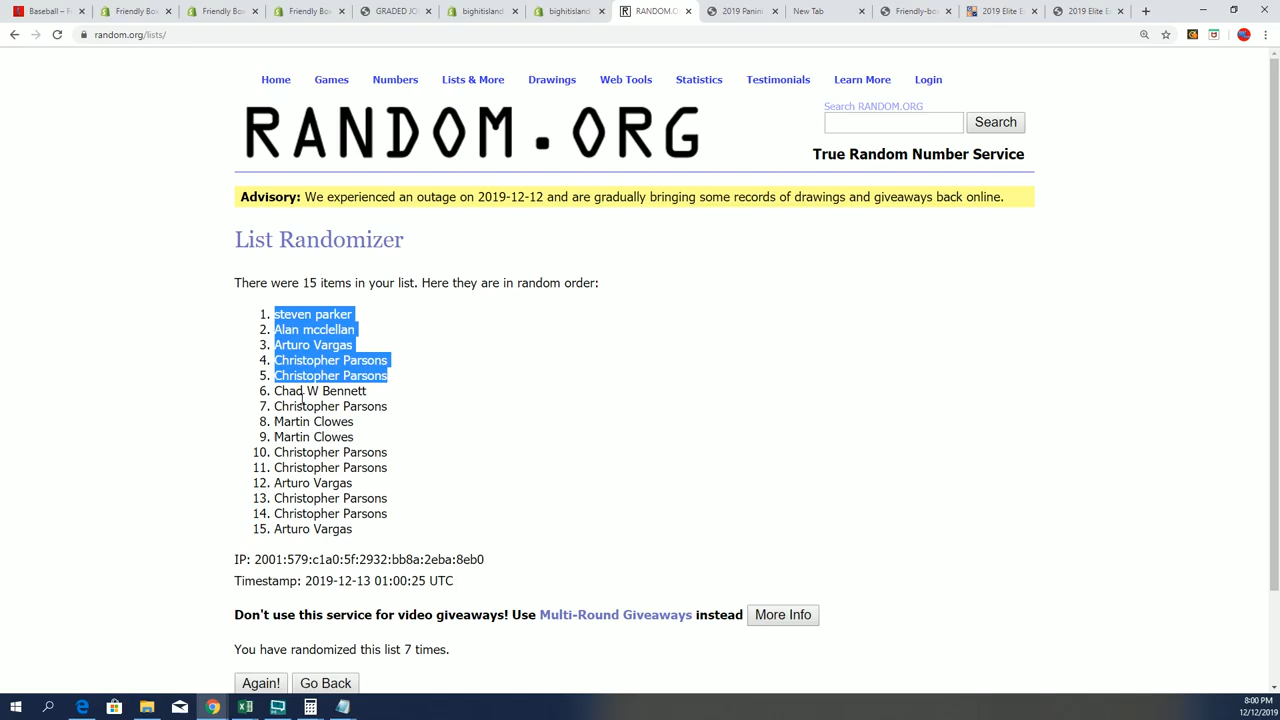 Baseball – F
Friendly Box
Friendly Box
Friendly Box
GRADED JO
bighitisland
bighitisland
RANDOM.O
2019 Panini
New Tab
Friendly-box
2019 Elite E
2019 Elite E
random.org/lists/
Home Games Numbers Lists & More Drawings Web Tools Statistics Testimonials Learn More Login
RANDOM.ORG
Search RANDOM.ORG
Search
True Random Number Service
Advisory: We experienced an outage on 2019-12-12 and are gradually bringing some records of drawings and giveaways back online.
List Randomizer
There were 15 items in your list. Here they are in random order:
1. steven parker
2. Alan mcclellan
3. Arturo Vargas
4. Christopher Parsons
5. Christopher Parsons
6. Chad W Bennett
7. Christopher Parsons
8. Martin Clowes
9. Martin Clowes
10. Christopher Parsons
11. Christopher Parsons
12. Arturo Vargas
13. Christopher Parsons
14. Christopher Parsons
15. Arturo Vargas
IP: 2001:579:c1a0:5f:2932:bb8a:2eba:8eb0
Timestamp: 2019-12-13 01:00:25 UTC
Don't use this service for video giveaways! Use Multi-Round Giveaways instead More Info
You have randomized this list 7 times.
Again! Go Back
8:00 PM
12/12/2019